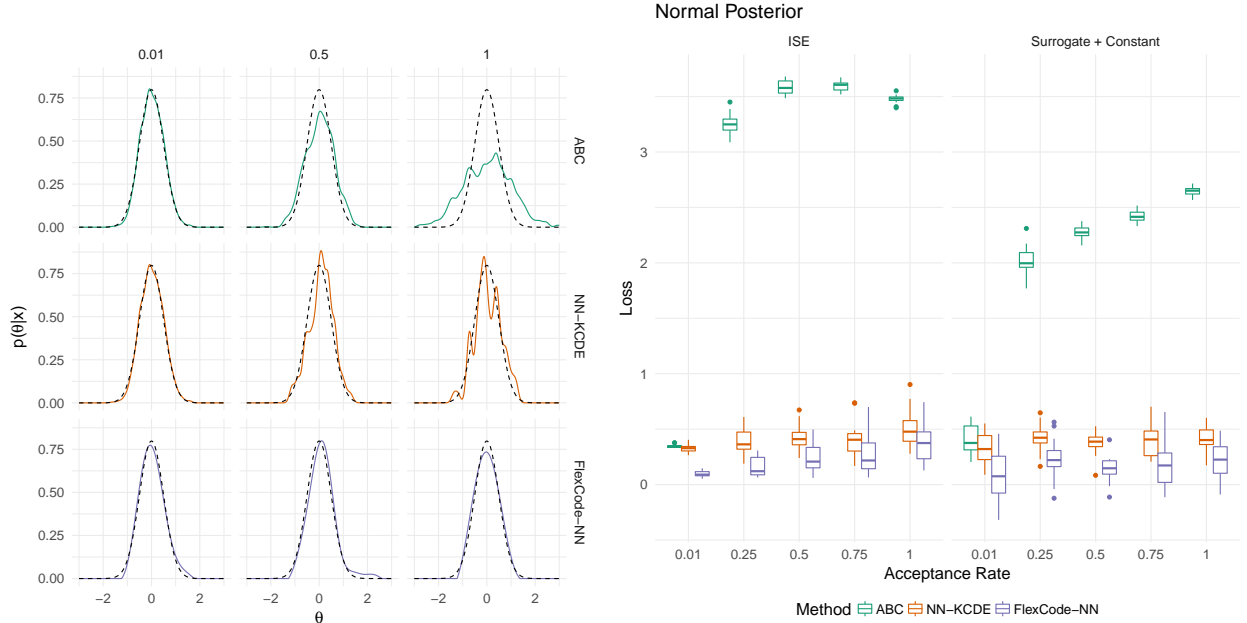 0.01 0.5 1
0.75
0.50
0.25
0.00
ABC
0.75
0.50
0.25
0.00
NN−KCDE
0.75
0.50
0.25
0.00
FlexCode−NN
−2 0 2 −2 0 2 −2 0 2
θ
p(θ|x)
Normal Posterior
ISE Surrogate + Constant
3
2
1
0
Loss
0.01 0.25 0.5 0.75 1 0.01 0.25 0.5 0.75 1
Acceptance Rate
Method ABC NN−KCDE FlexCode−NN